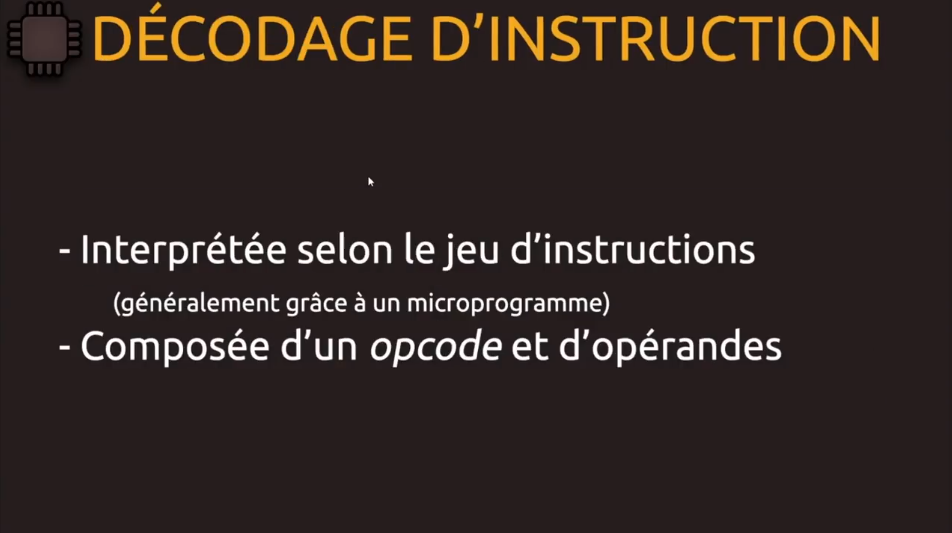 DÉCODAGE D’INSTRUCTION
- Interprétée selon le jeu d’instructions
(généralement grâce à un microprogramme)
- Composée d’un opcode et d’opérandes